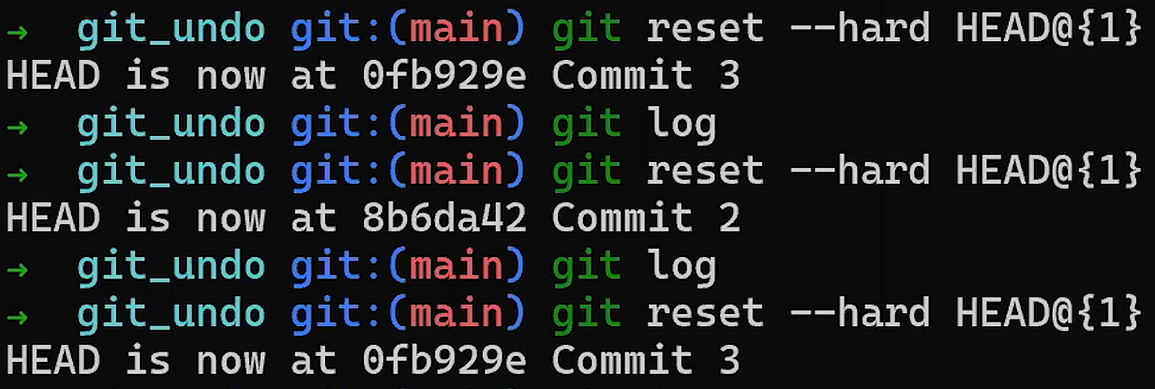 → git_undo git:(main) git reset --hard HEAD@{1}
HEAD is now at 0fb929e Commit 3
→ git_undo git:(main) git log
→ git_undo git:(main) git reset --hard HEAD@{1}
HEAD is now at 8b6da42 Commit 2
→ git_undo git:(main) git log
→ git_undo git:(main) git reset --hard HEAD@{1}
HEAD is now at 0fb929e Commit 3